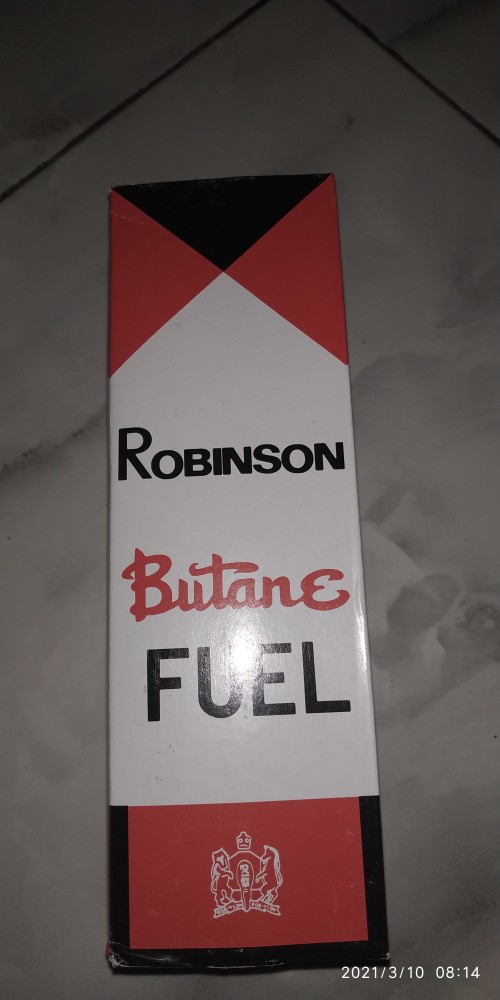 ROBINSON
Butane
FUEL
2021/3/10 08:14